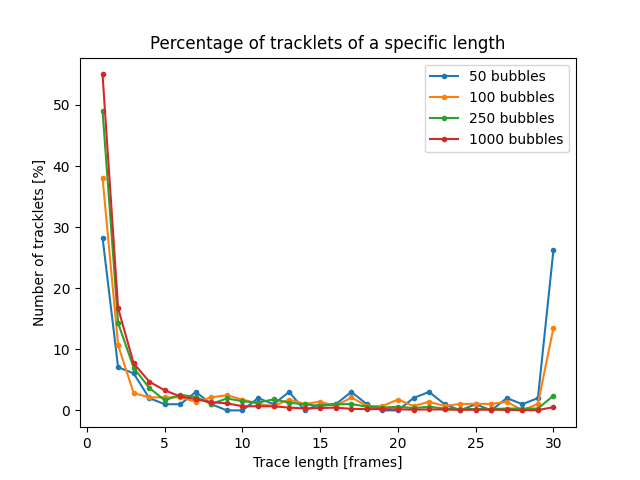 Percentage of tracklets of a specific length
50 bubbles
100 bubbles
250 bubbles
1000 bubbles
Number of tracklets [%]
50
40
30
20
10
0
0 5 10 15 20 25 30
Trace length [frames]